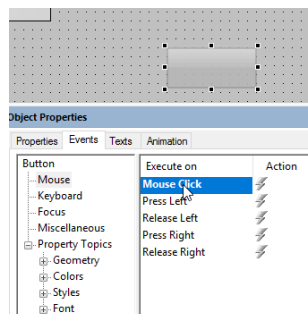 Object Properties
Properties Events Texts Animation
Button
Mouse
Keyboard
Focus
Miscellaneous
Property Topics
Geometry
Colors
Styles
Font
Execute on Action
Mouse Click
Press Left
Release Left
Press Right
Release Right